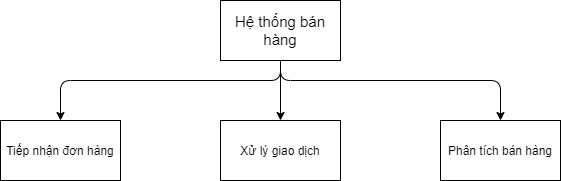 Hệ thống bán
hàng
Tiếp nhận đơn hàng
Xử lý giao dịch
Phân tích bán hàng